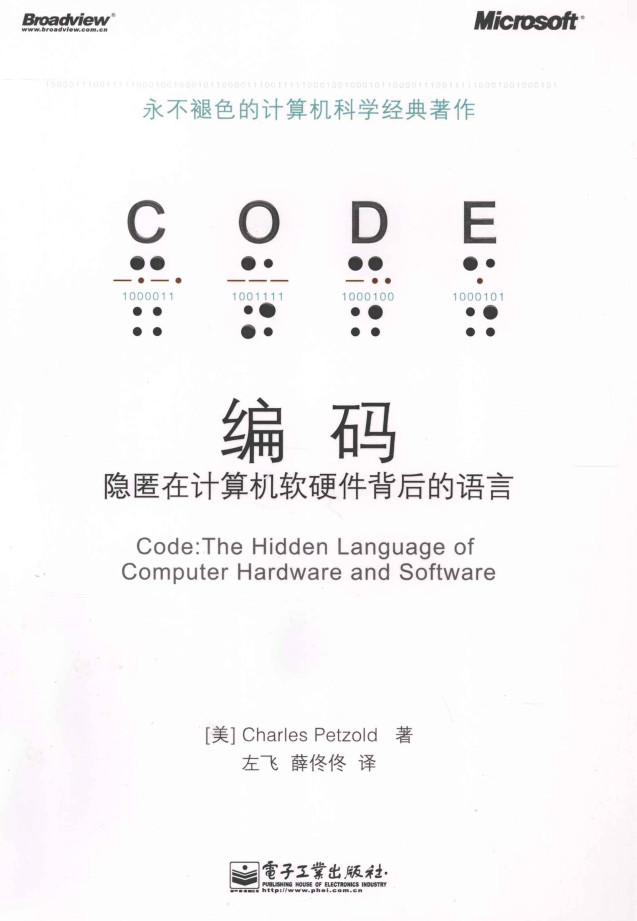 Broadview®
www.broadview.com.cn
Microsoft®
永不褪色的计算机科学经典著作
C O D E
1000011 1001111 1000100 1000101
编 码
隐匿在计算机软硬件背后的语言
Code:The Hidden Language of
Computer Hardware and Software
[美] Charles Petzold 著
左飞 薛佟佟 译
電子工業出版社.
PUBLISHING HOUSE OF ELECTRONICS INDUSTRY
http://www.phei.com.cn